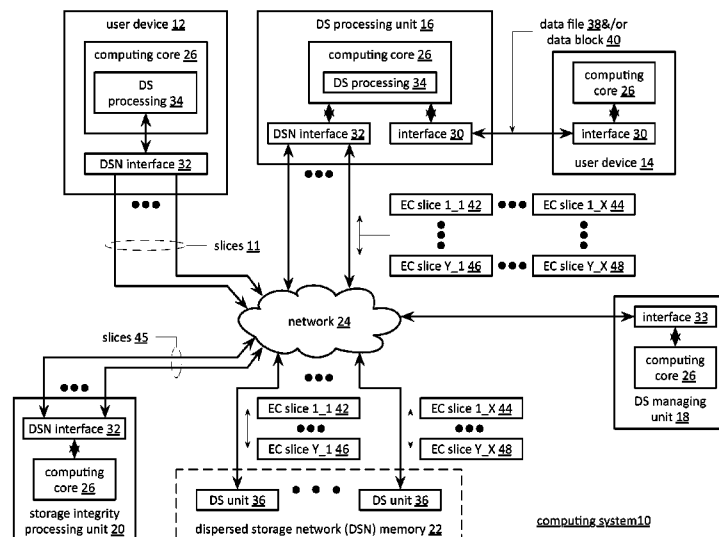 user device 12
computing core 26
DS
processing
34
DSN interface 32
slices 11
DS processing unit 16
computing core 26
DS processing 34
DSN interface 32
interface 30
data file 38&/or
data block 40
computing
core 26
interface 30
user device 14
EC slice 1_1 42
EC slice 1_X 44
EC slice Y_1 46
EC slice Y_X 48
network 24
interface 33
computing
core 26
DS managing
unit 18
slices 45
DSN interface 32
computing
core 26
storage integrity
processing unit 20
EC slice 1_1 42
EC slice 1_X 44
EC slice Y_1 46
EC slice Y_X 48
DS unit 36
DS unit 36
dispersed storage network (DSN) memory 22
computing system10